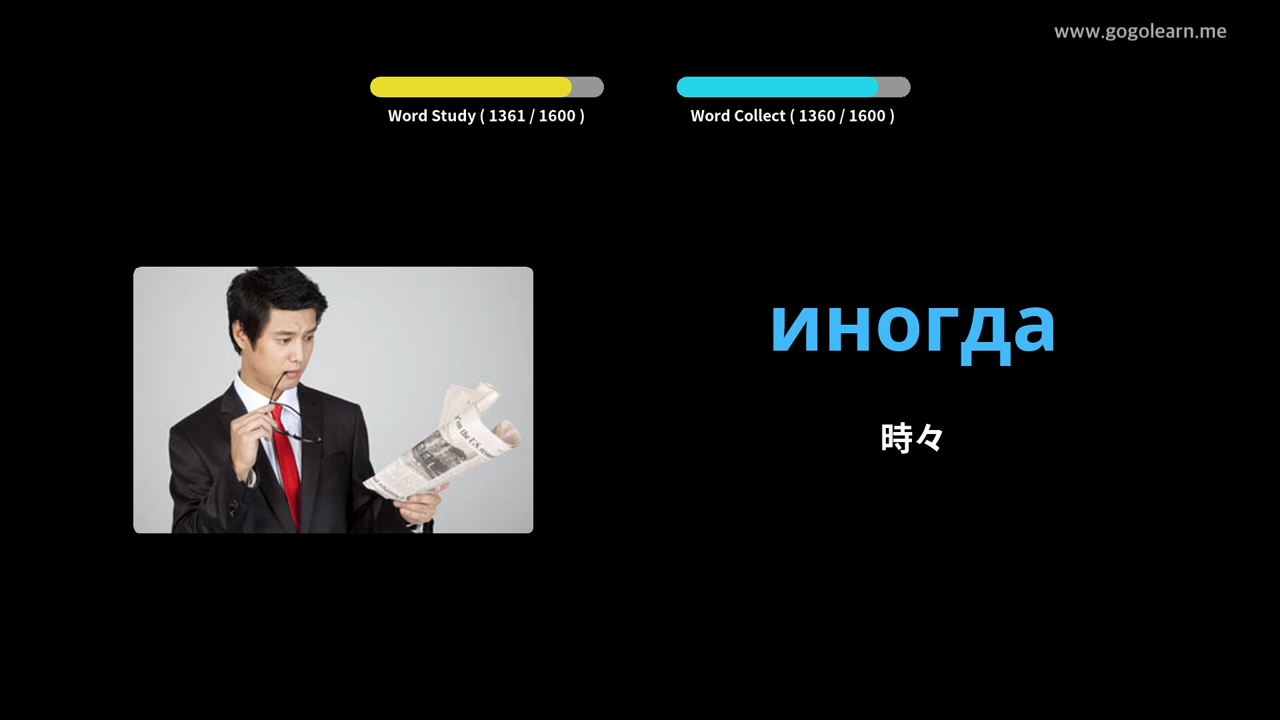 www.gogolearn.me
Word Study ( 1361 / 1600 )
Word Collect ( 1360 / 1600 )
иногда
時々